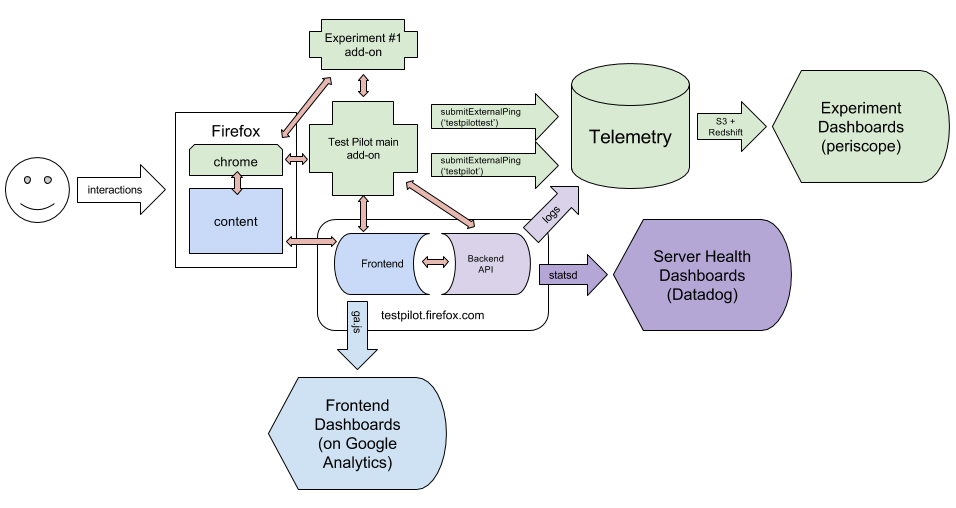 Experiment #1
add-on
Firefox
chrome
content
interactions
Test Pilot main
add-on
submitExternalPing
('testpilottest')
submitExternalPing
('testpilot')
Telemetry
S3 +
Redshift
Experiment
Dashboards
(periscope)
logs
Frontend
Backend
API
testpilot.firefox.com
statsd
Server Health
Dashboards
(Datadog)
ga.js
Frontend
Dashboards
(on Google
Analytics)